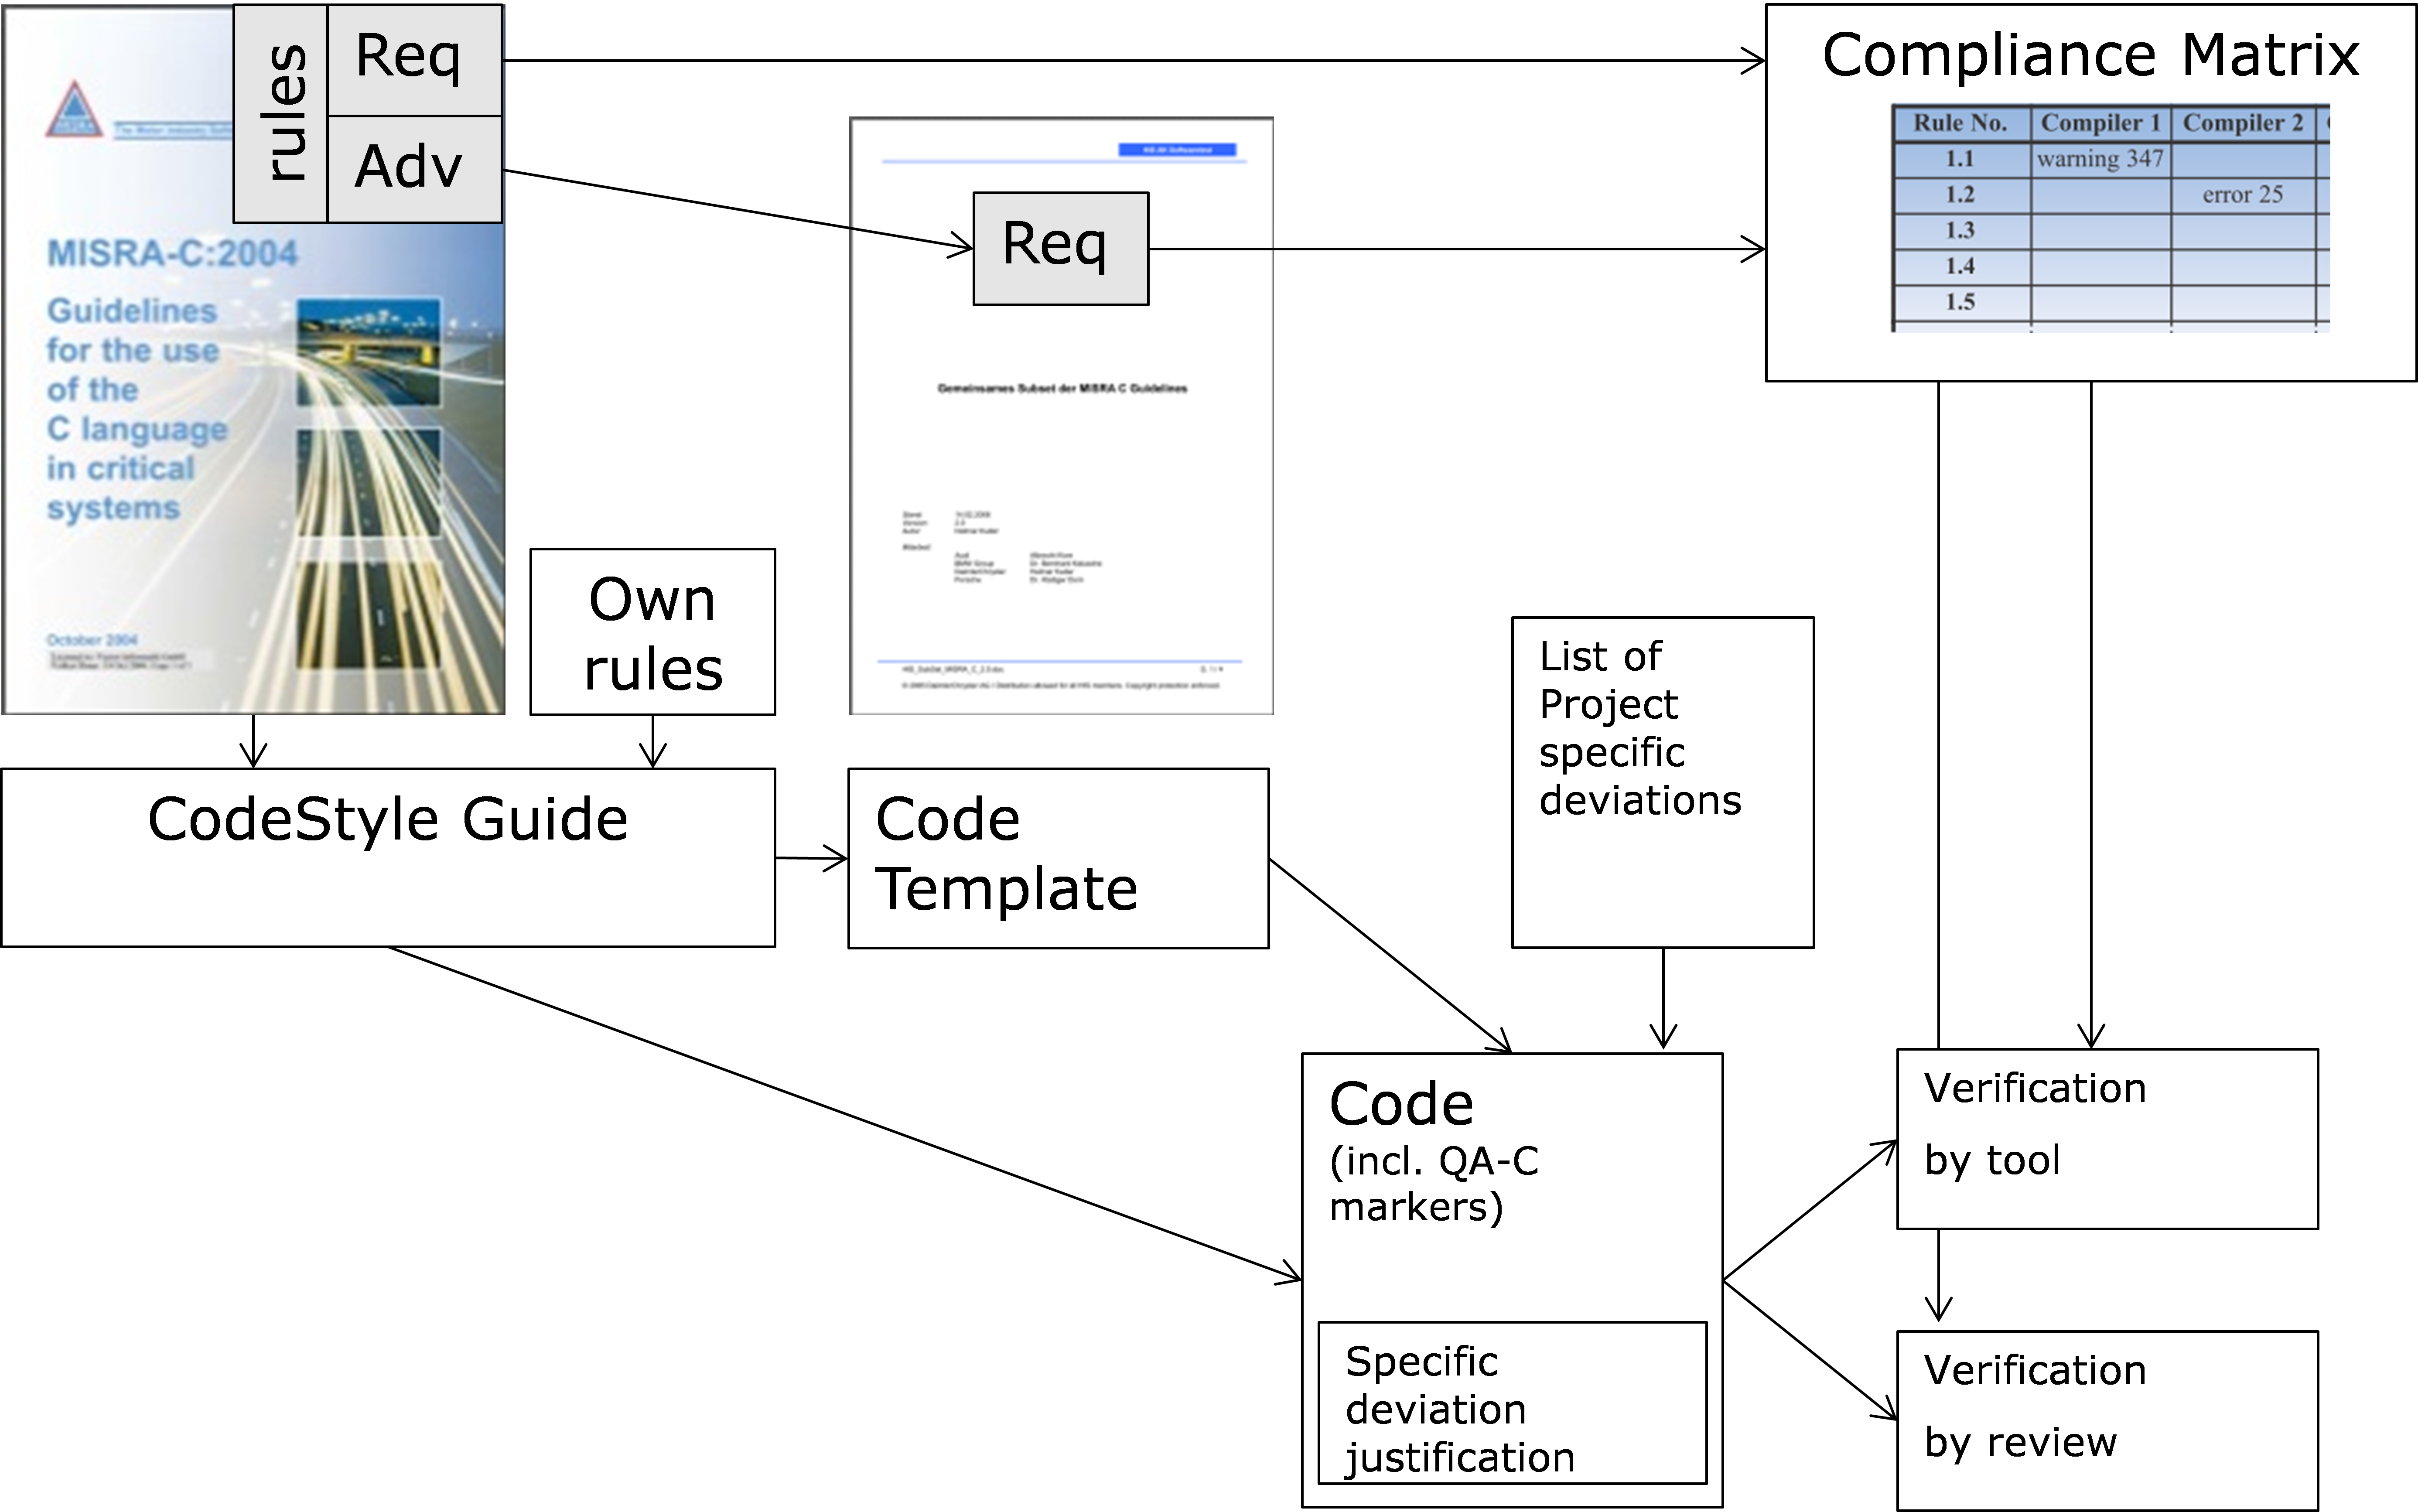 rules
Req
Adv
MISRA-C:2004
Guidelines
for the use
of the
C language
in critical
systems
October 2004
Req
Gemeinsames Subset der MISRA C Guidelines
Compliance Matrix
Rule No. Compiler 1 Compiler 2
1.1 warning 347
1.2 error 25
1.3
1.4
1.5
Own
rules
List of
Project
specific
deviations
CodeStyle Guide
Code
Template
Code
(incl. QA-C
markers)
Specific
deviation
justification
Verification
by tool
Verification
by review